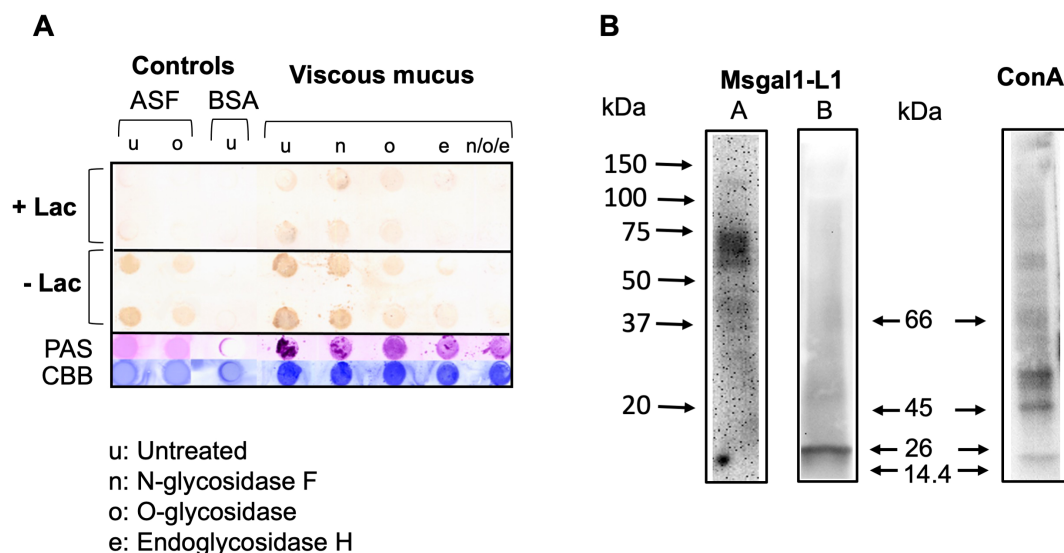 A
B
Controls
Viscous mucus
ASF BSA
u o u u n o e n/o/e
+ Lac
- Lac
PAS
CBB
u: Untreated
n: N-glycosidase F
o: O-glycosidase
e: Endoglycosidase H
Msgal1-L1
ConA
kDa A B kDa
150
100
75
50
37
20
66
45
26
14.4